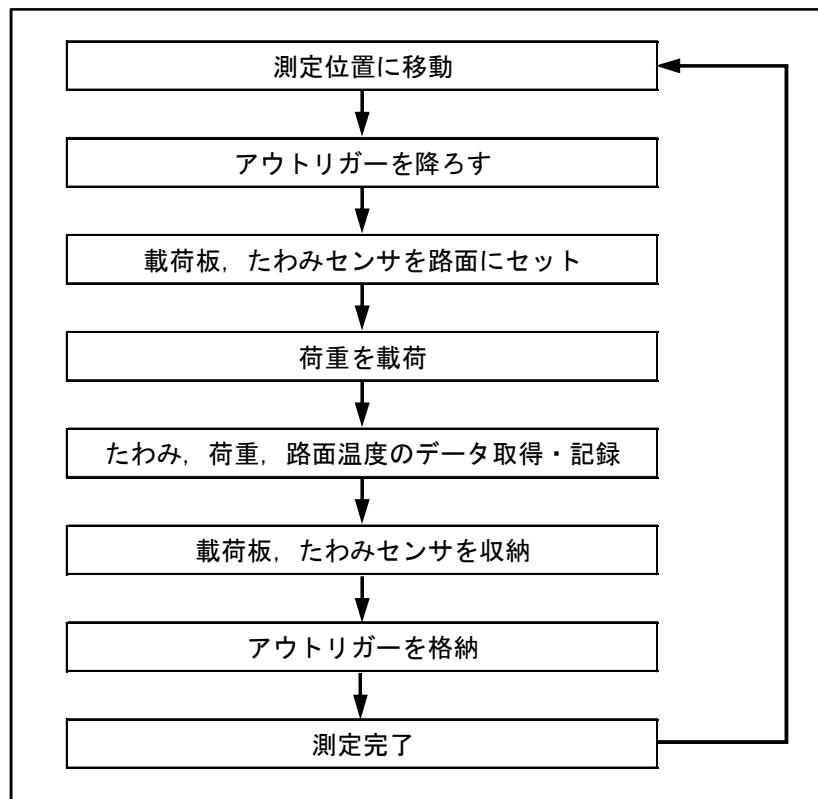 測定位置に移動
アウトリガーを降ろす
載荷板，たわみセンサを路面にセット
荷重を載荷
たわみ，荷重，路面温度のデータ取得・記録
載荷板，たわみセンサを収納
アウトリガーを格納
測定完了